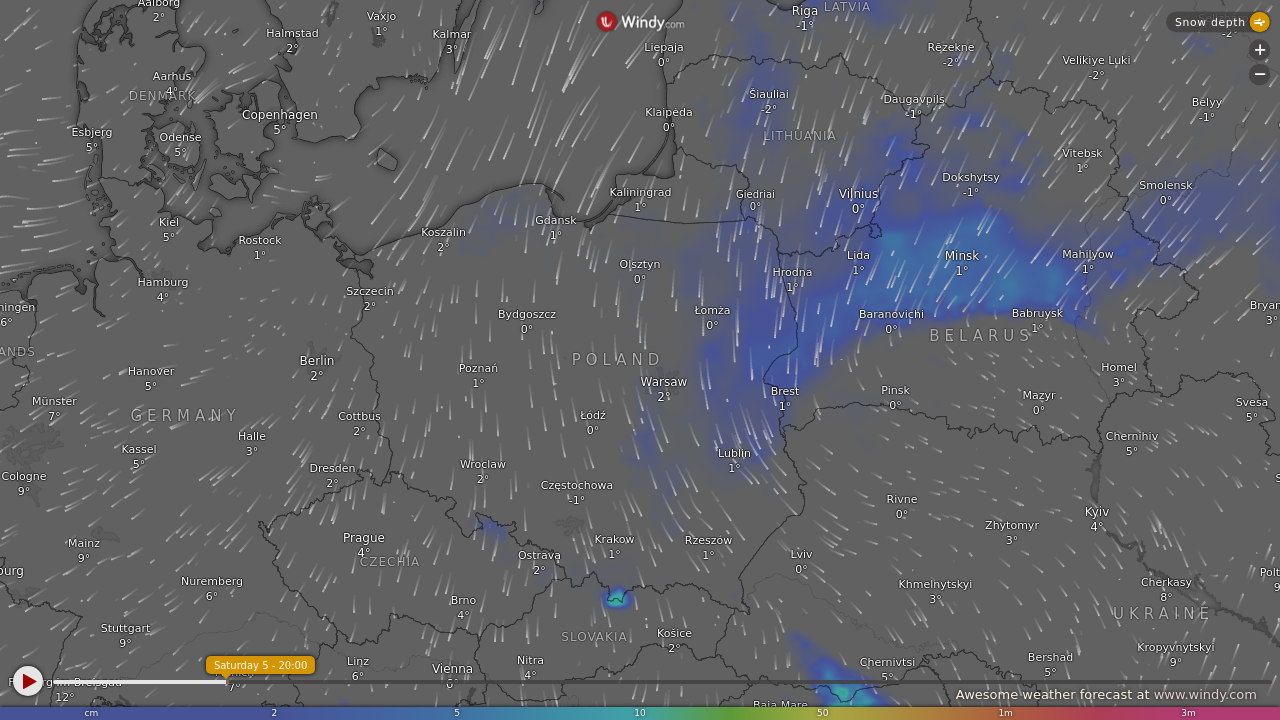 Aalborg
2°
Halmstad
2°
Vaxjo
1°
Kalmar
3°
Windy.com
Liepaja
0°
Riga
-1°
LATVIA
Rēzekne
-2°
Velikiye Luki
-2°
Snow depth
-2°
+
−
Aarhus
4°
DENMARK
Copenhagen
5°
Esbjerg
5°
Odense
5°
Klaipėda
0°
Šiauliai
-2°
LITHUANIA
Daugavpils
-1°
Bélyy
-1°
Vitebsk
1°
Smolensk
0°
Kaliningrad
1°
Giedriai
0°
Vilnius
0°
Dokshytsy
-1°
Kiel
5°
Rostock
1°
Koszalin
2°
Gdansk
1°
Olsztyn
0°
Hrodna
1°
Lida
1°
Minsk
1°
Mahilyow
1°
Hamburg
4°
Szczecin
2°
Bydgoszcz
0°
Łomża
0°
Baranovichi
0°
Babruysk
1°
BELARUS
ningen
6°
ANDS
Bryan
3°
Hanover
5°
Berlin
2°
Poznań
1°
POLAND
Warsaw
2°
Brest
1°
Pinsk
0°
Mazyr
0°
Homel
3°
Münster
7°
GERMANY
Cottbus
2°
Łódź
0°
Svesa
5°
Kassel
5°
Halle
3°
Chernihiv
5°
Cologne
9°
Dresden
2°
Wroclaw
2°
Częstochowa
-1°
Lublin
1°
Rivne
0°
Zhytomyr
3°
Kyiv
4°
Mainz
9°
Prague
4°
CZECHIA
Ostrava
2°
Krakow
1°
Rzeszow
1°
Lviv
0°
Khmelnytskyi
3°
Cherkasy
8°
Polt
9°
burg
Nuremberg
6°
Brno
4°
UKRAINE
Stuttgart
9°
SLOVAKIA
Košice
2°
Kropyvnytskyi
9°
Saturday 5 - 20:00
Linz
6°
Vienna
6°
Nitra
4°
Chernivtsi
5°
Bershad
5°
12°
7°
Baia Mare
Awesome weather forecast at www.windy.com
cm 2 5 10 50 1m 3m